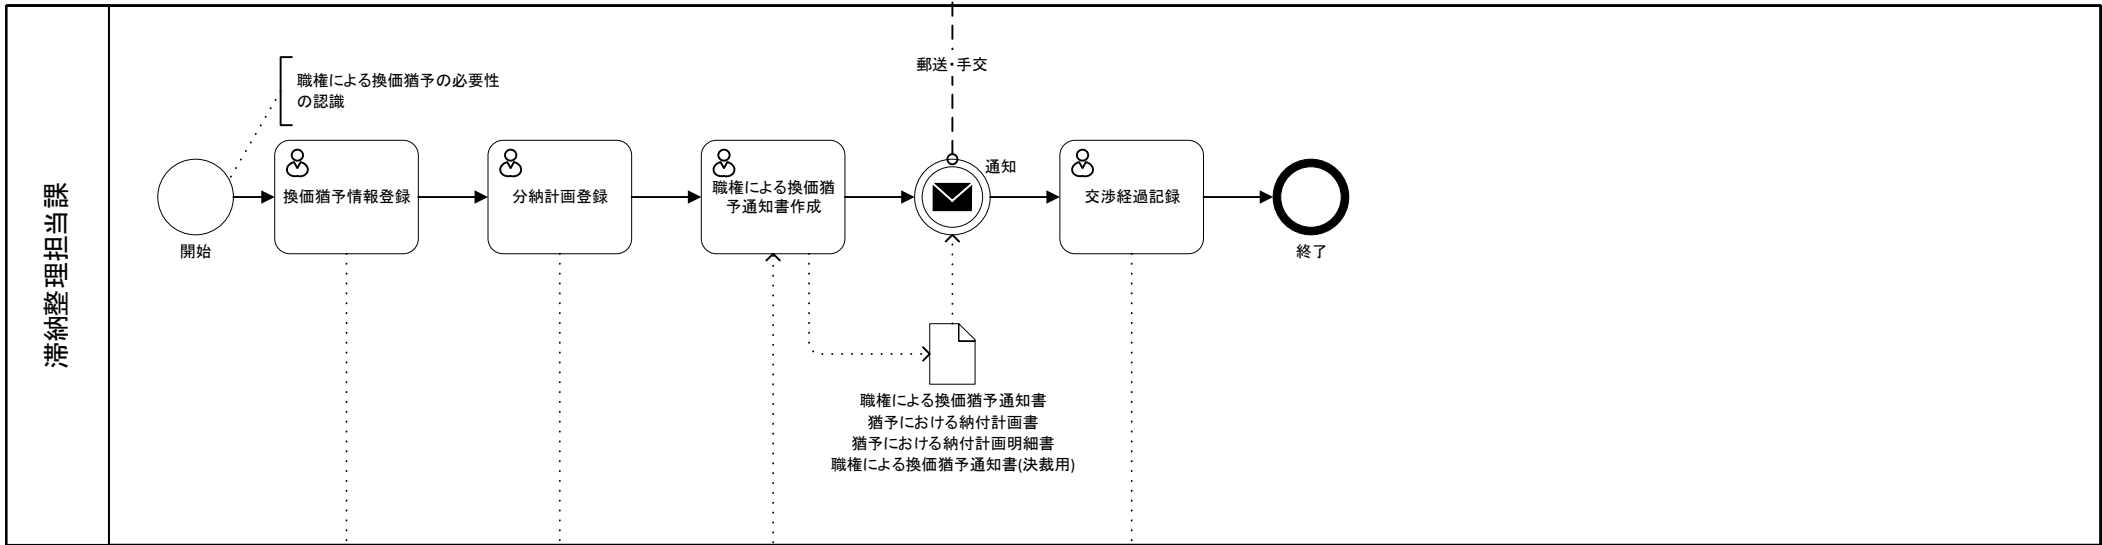 滞納整理担当課
職権による換価猶予の必要性
の認識
郵送・手交
開始
換価猶予情報登録
分納計画登録
職権による換価猶
予通知書作成
通知
交渉経過記録
終了
職権による換価猶予通知書
猶予における納付計画書
猶予における納付計画明細書
職権による換価猶予通知書(決裁用)